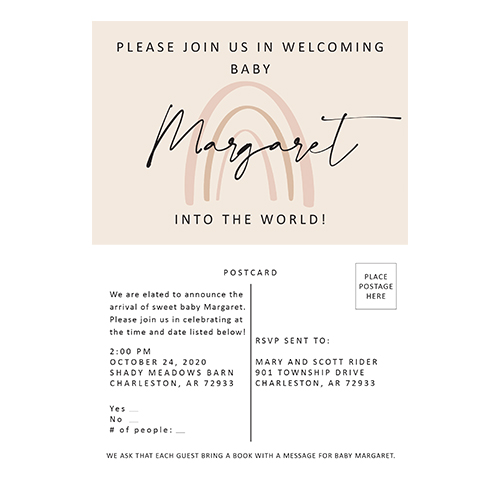 PLEASE JOIN US IN WELCOMING
BABY
Margaret
INTO THE WORLD!
POSTCARD
PLACE
POSTAGE
HERE
We are elated to announce the
arrival of sweet baby Margaret.
Please join us in celebrating at
the time and date listed below!
2:00 PM
OCTOBER 24, 2020
SHADY MEADOWS BARN
CHARLESTON, AR 72933
Yes __
No __
# of people: __
RSVP SENT TO:
MARY AND SCOTT RIDER
901 TOWNSHIP DRIVE
CHARLESTON, AR 72933
WE ASK THAT EACH GUEST BRING A BOOK WITH A MESSAGE FOR BABY MARGARET.